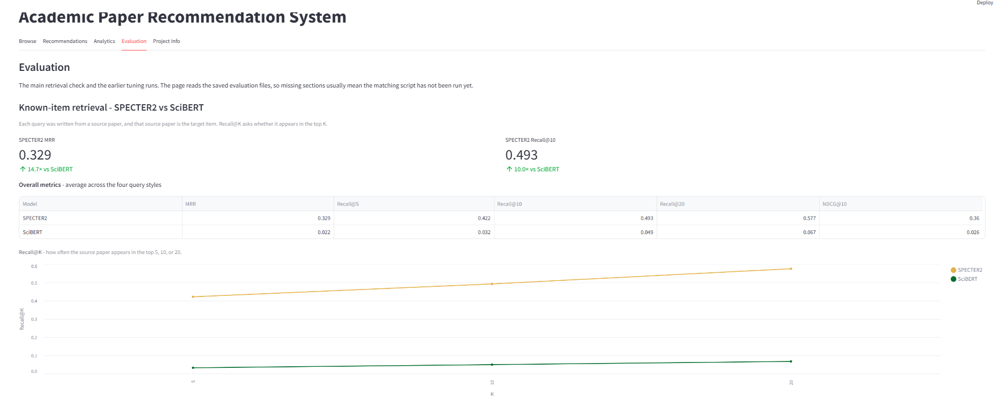 Deploy
Academic Paper Recommendation System
Browse Recommendations Analytics Evaluation Project Info
Evaluation
The main retrieval check and the earlier tuning runs. The page reads the saved evaluation files, so missing sections usually mean the matching script has not been run yet.
Known-item retrieval - SPECTER2 vs SciBERT
Each query was written from a source paper, and that source paper is the target item. Recall@K asks whether it appears in the top K.
SPECTER2 MRR SPECTER2 Recall@10
0.329 0.493
↑ 14.7× vs SciBERT ↑ 10.0× vs SciBERT
Overall metrics - average across the four query styles
Model MRR Recall@5 Recall@10 Recall@20 NDCG@10
SPECTER2 0.329 0.422 0.493 0.577 0.36
SciBERT 0.022 0.032 0.049 0.067 0.026
Recall@K - how often the source paper appears in the top 5, 10, or 20.
0.6
0.5
0.4
0.3
0.2
0.1
0.0
Recall@K
5 10 20
K
SPECTER2
SciBERT